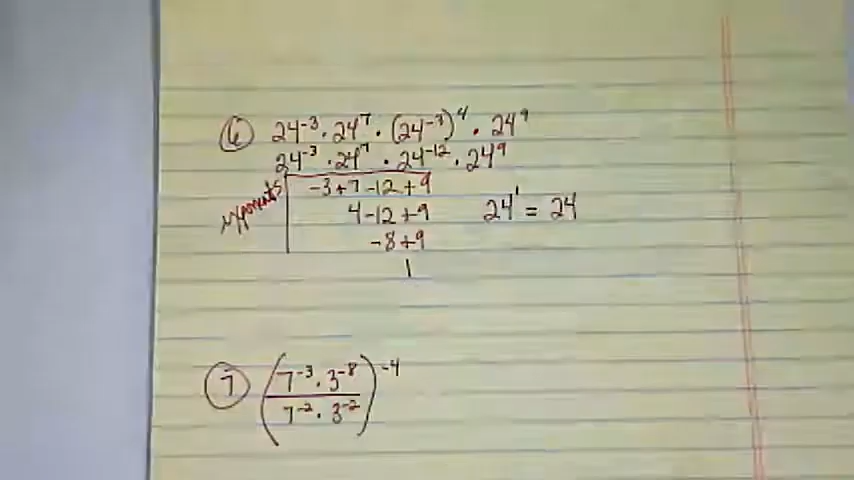 6 24⁻³ · 24⁷ · (24⁻³)⁴ · 24⁹
24⁻³ · 24⁷ · 24⁻¹² · 24⁹
exponents -3+7-12+9
4-12+9 24¹ = 24
-8+9
1
7 (7⁻³ · 3⁻⁸ / 7⁻² · 3⁻²)⁻⁴